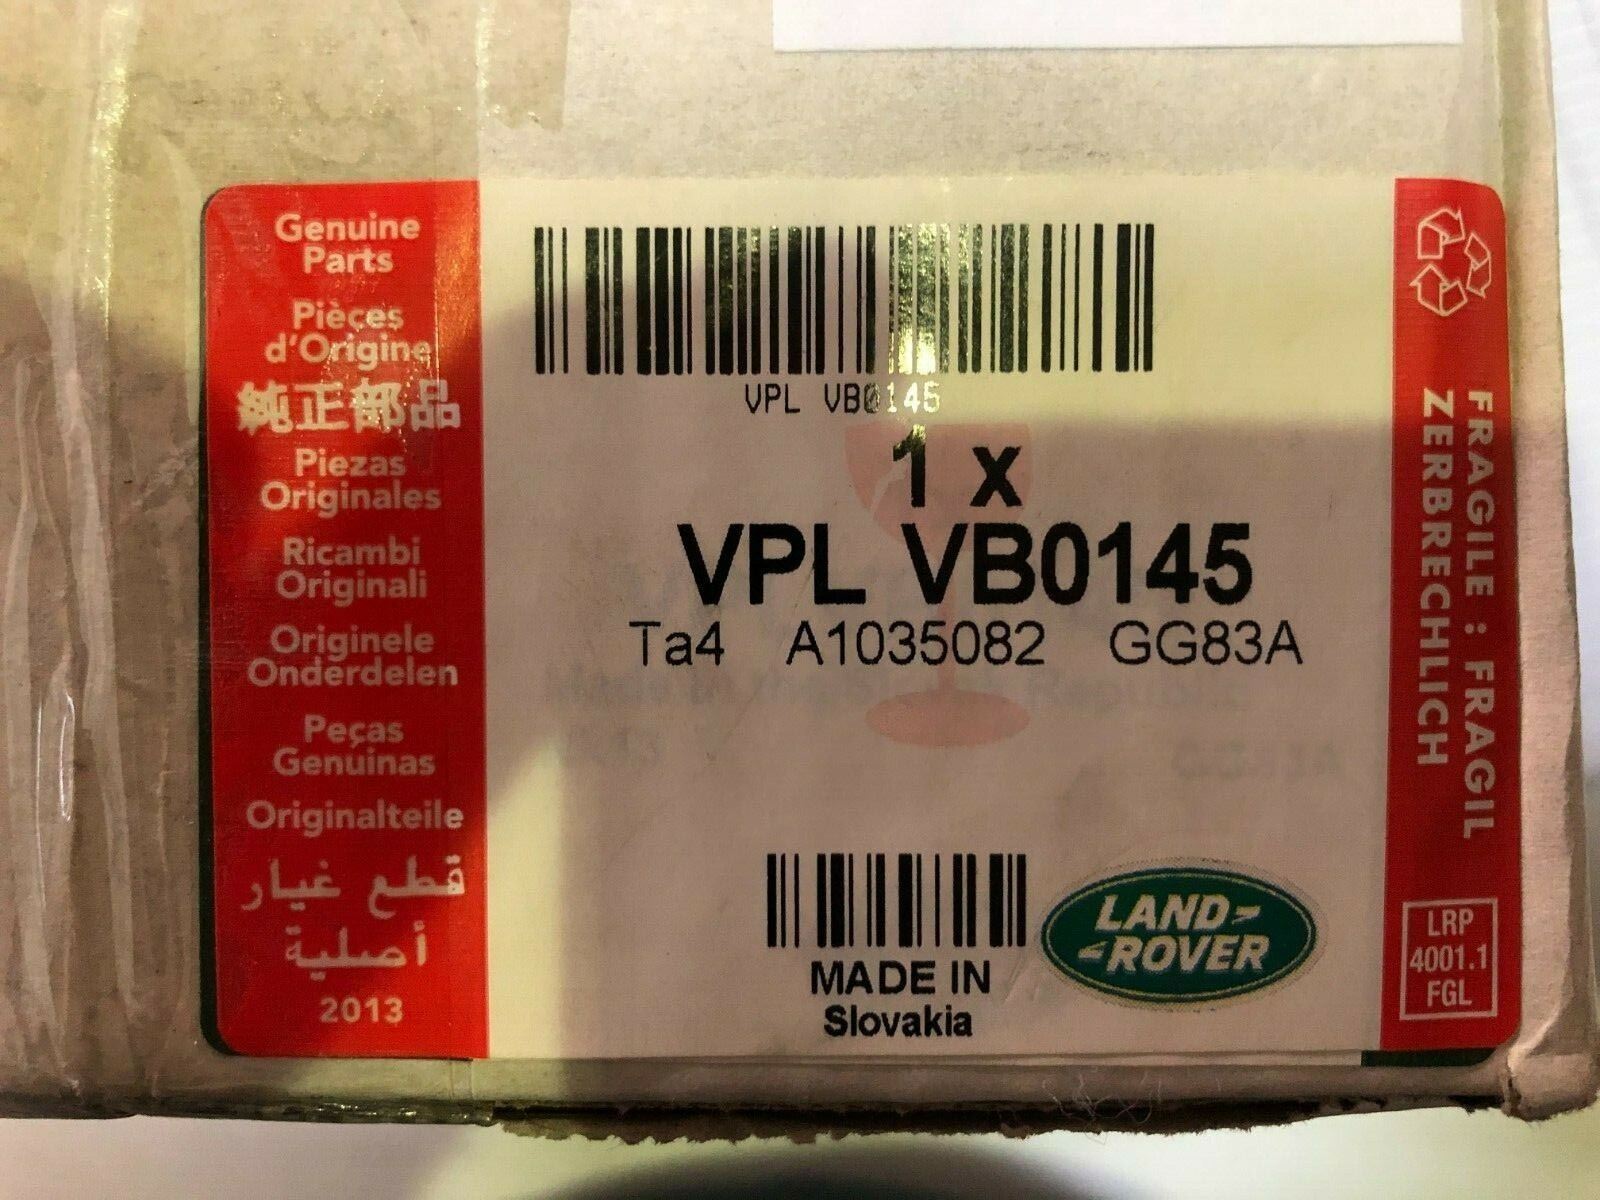 Genuine
Parts
Pièces
d'Origine
純正部品
Piezas
Originales
Ricambi
Originali
Originele
Onderdelen
Peças
Genuinas
Originalteile
قطع غيار
أصلية
2013
VPL VB0145
1 x
VPL VB0145
Ta4 A1035082 GG83A
MADE IN
Slovakia
LAND-
-ROVER
FRAGILE : FRAGIL
ZERBRECHLICH
LRP
4001.1
FGL